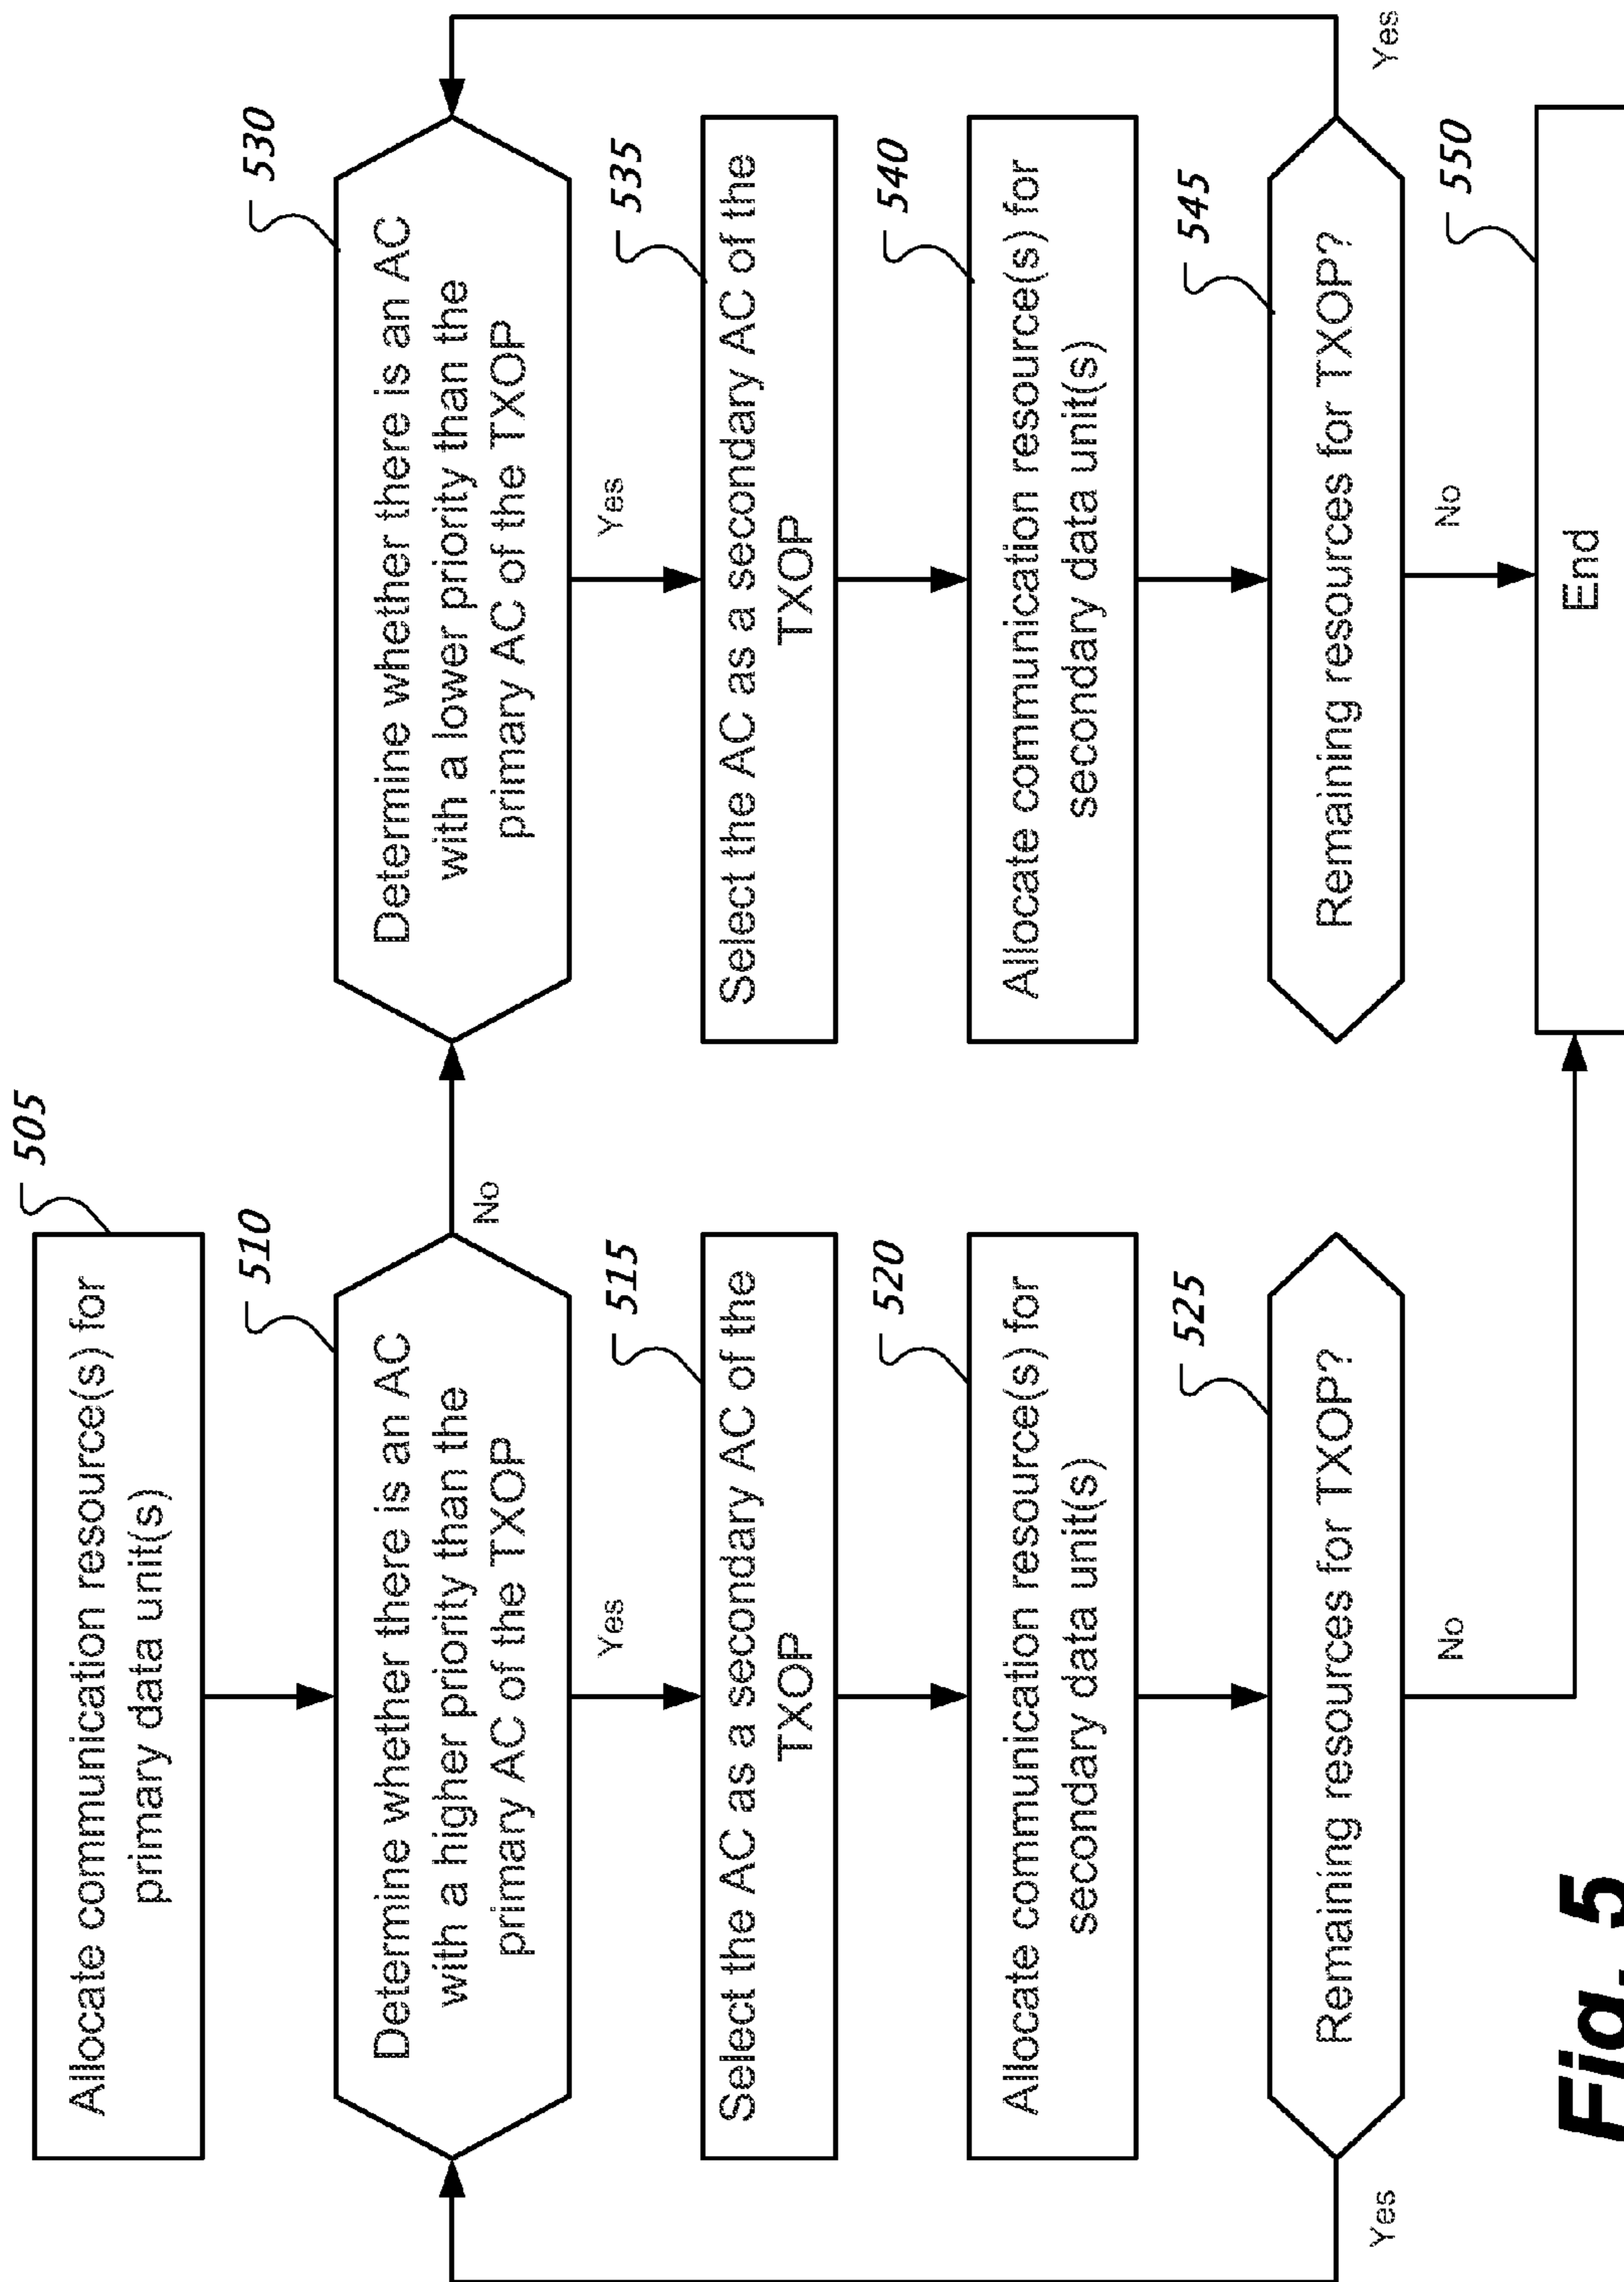 505
Allocate communication resource(s) for
primary data unit(s)
510
Determine whether there is an AC
with a higher priority than the
primary AC of the TXOP
No
Yes
515
Select the AC as a secondary AC of the
TXOP
520
Allocate communication resource(s) for
secondary data unit(s)
525
Remaining resources for TXOP?
Yes
No
530
Determine whether there is an AC
with a lower priority than the
primary AC of the TXOP
Yes
535
Select the AC as a secondary AC of the
TXOP
540
Allocate communication resource(s) for
secondary data unit(s)
545
Remaining resources for TXOP?
Yes
No
550
End
Fig. 5